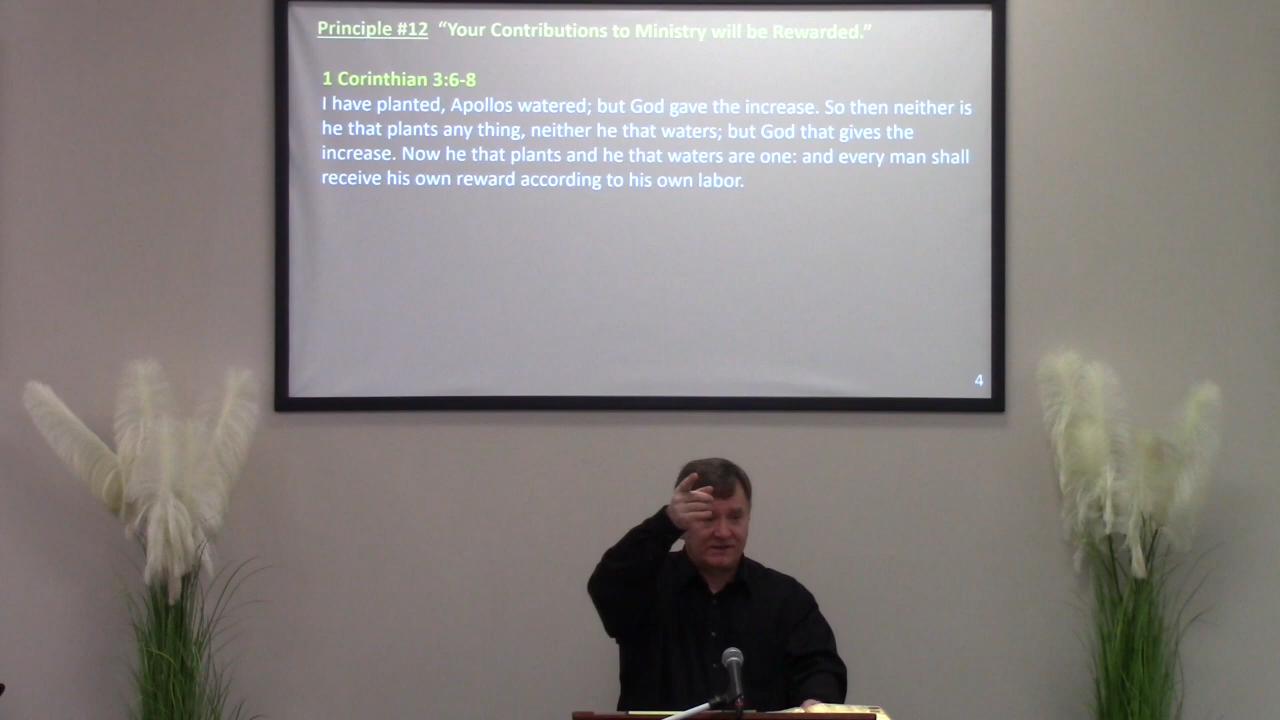 Principle #12 “Your Contributions to Ministry will be Rewarded.”
1 Corinthian 3:6-8
I have planted, Apollos watered; but God gave the increase. So then neither is
he that plants any thing, neither he that waters; but God that gives the
increase. Now he that plants and he that waters are one: and every man shall
receive his own reward according to his own labor.
4